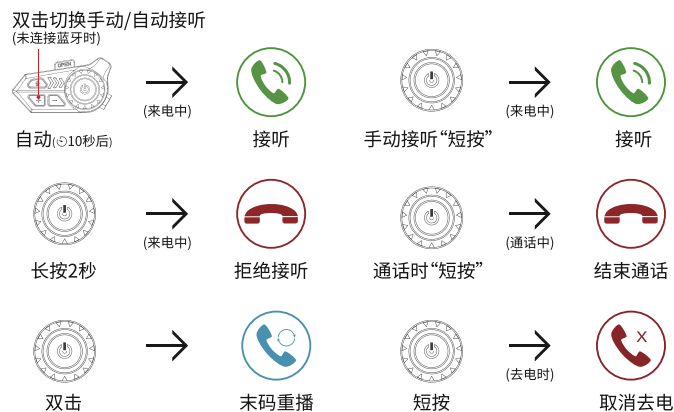 双击切换手动/自动接听
(未连接蓝牙时)
OPEN
(来电中)
(来电中)
自动(⏲10秒后)
接听
手动接听“短按”
接听
(来电中)
(通话中)
长按2秒
拒绝接听
通话时“短按”
结束通话
X
(去电时)
双击
末码重播
短按
取消去电